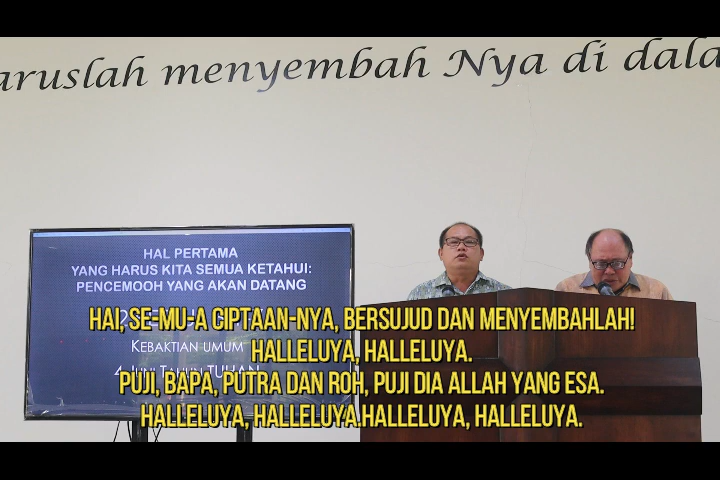 aruslah menyembah Nya di dala
HAL PERTAMA
YANG HARUS KITA SEMUA KETAHUI:
PENCEMOOH YANG AKAN DATANG
KEBAKTIAN UMUM
TUHAN
HAI, SE-MU-A CIPTAAN-NYA, BERSUJUD DAN MENYEMBAHLAH!
HALLELUYA, HALLELUYA.
PUJI, BAPA, PUTRA DAN ROH, PUJI DIA ALLAH YANG ESA.
HALLELUYA, HALLELUYA.HALLELUYA, HALLELUYA.